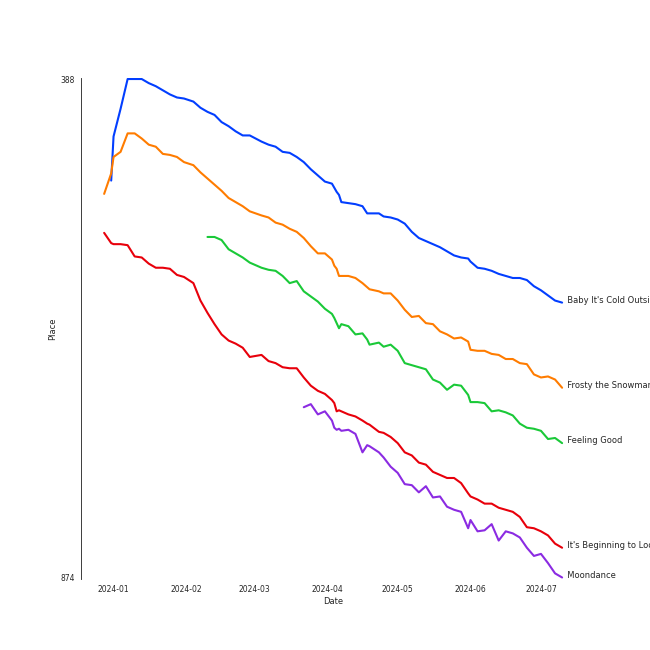 388
Baby It's Cold Outsi
Place
Frosty the Snowman
Feeling Good
It's Beginning to Loo
Moondance
874
2024-01 2024-02 2024-03 2024-04 2024-05 2024-06 2024-07
Date